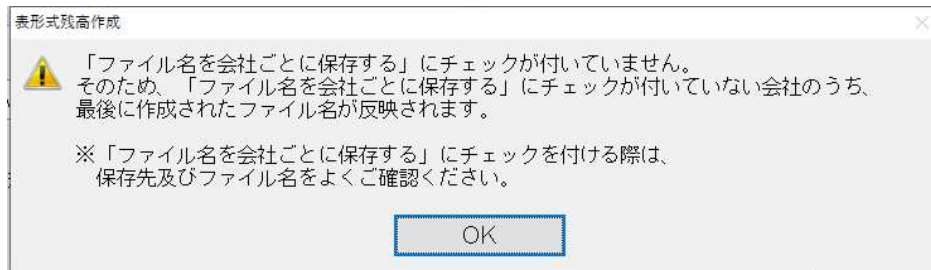 表形式残高作成
「ファイル名を会社ごとに保存する」にチェックが付いていません。
そのため、「ファイル名を会社ごとに保存する」にチェックが付いていない会社のうち、
最後に作成されたファイル名が反映されます。
※「ファイル名を会社ごとに保存する」にチェックを付ける際は、
保存先及びファイル名をよくご確認ください。
OK